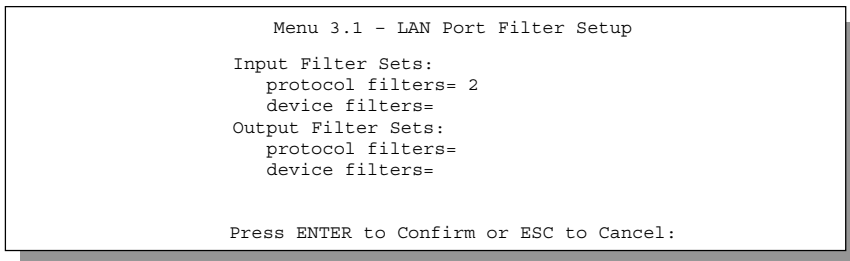 Menu 3.1 – LAN Port Filter Setup
Input Filter Sets:
protocol filters= 2
device filters=
Output Filter Sets:
protocol filters=
device filters=
Press ENTER to Confirm or ESC to Cancel: